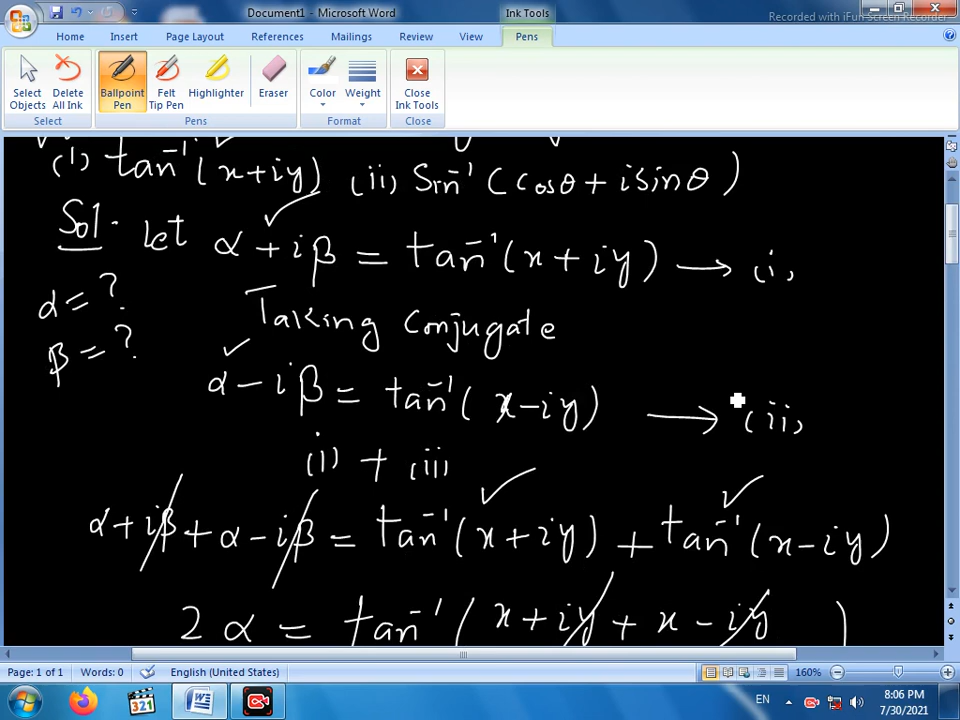 Document1 - Microsoft Word
Ink Tools
Recorded with iFun Screen Recorder
Home Insert Page Layout References Mailings Review View Pens
Select Objects
Delete All Ink
Ballpoint Pen
Felt Tip Pen
Highlighter
Eraser
Color
Weight
Close Ink Tools
Select Pens Format Close
(i) tan⁻¹(x+iy) (ii) Sin⁻¹(cosθ + i sinθ)
Sol. let α + iβ = tan⁻¹(x + iy) → (i)
α = ?
Taking Conjugate
β = ?
α - iβ = tan⁻¹(x - iy) → (ii)
(i) + (ii)
α + iβ + α - iβ = tan⁻¹(x + iy) + tan⁻¹(x - iy)
2α = tan⁻¹(x + iy + x - iy)
Page: 1 of 1 Words: 0 English (United States) 160%
321
EN
8:06 PM
7/30/2021